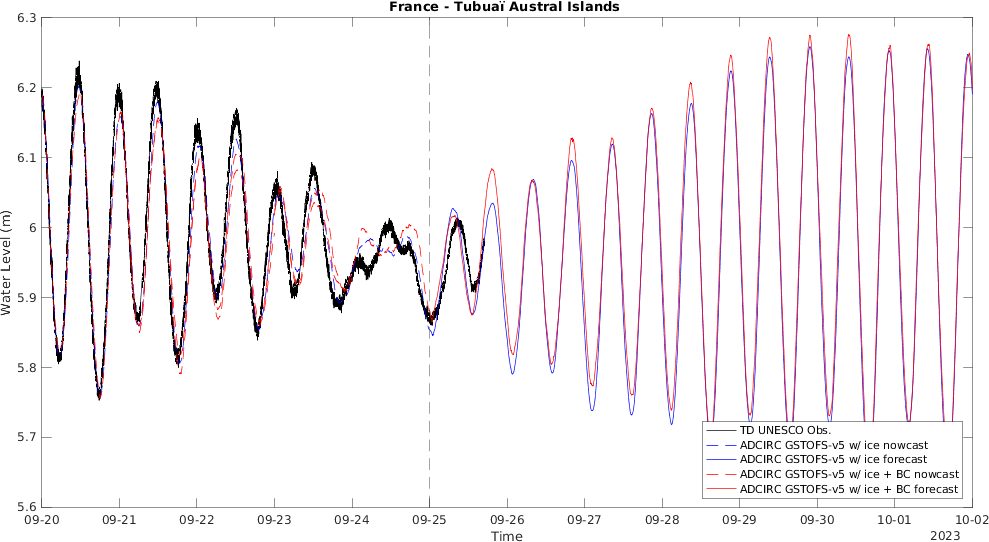 France - Tubuaï Austral Islands
6.3
6.2
6.1
6
5.9
5.8
5.7
5.6
Water Level (m)
TD UNESCO Obs.
ADCIRC GSTOFS-v5 w/ ice nowcast
ADCIRC GSTOFS-v5 w/ ice forecast
ADCIRC GSTOFS-v5 w/ ice + BC nowcast
ADCIRC GSTOFS-v5 w/ ice + BC forecast
09-20 09-21 09-22 09-23 09-24 09-25 09-26 09-27 09-28 09-29 09-30 10-01 10-02
Time
2023